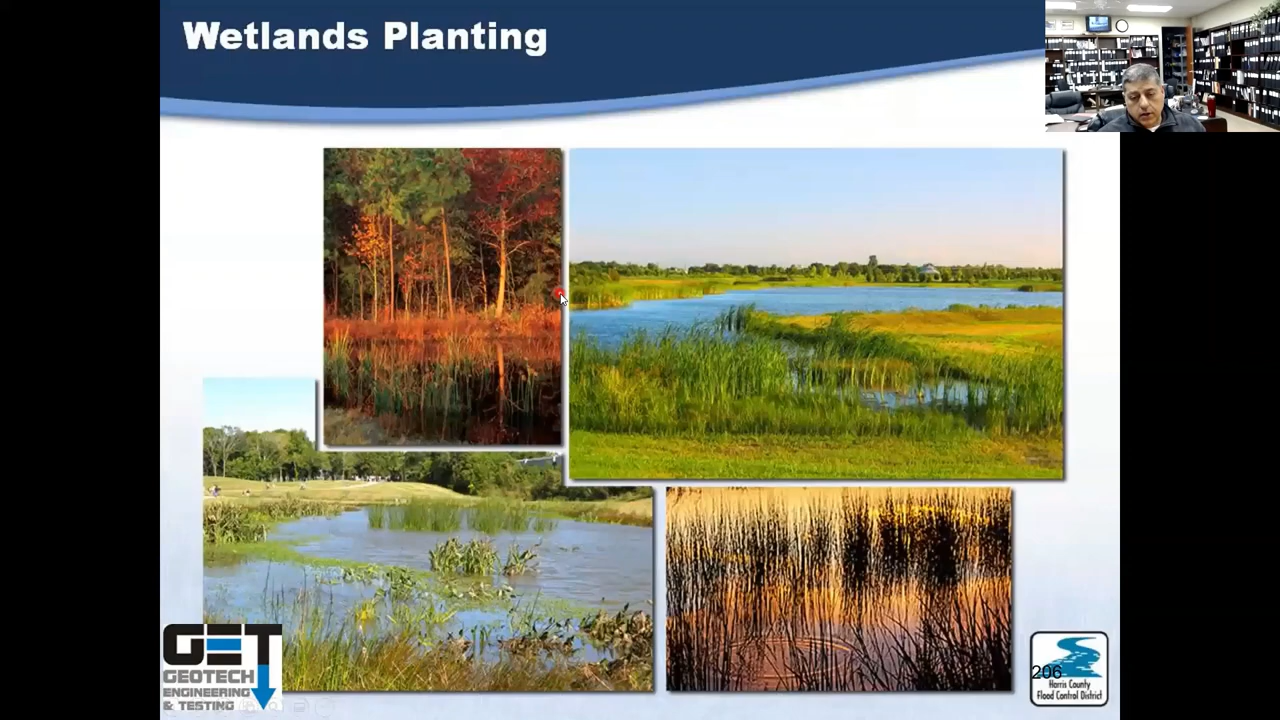 Wetlands Planting
GET
GEOTECH
ENGINEERING
& TESTING
206
Harris County
Flood Control District